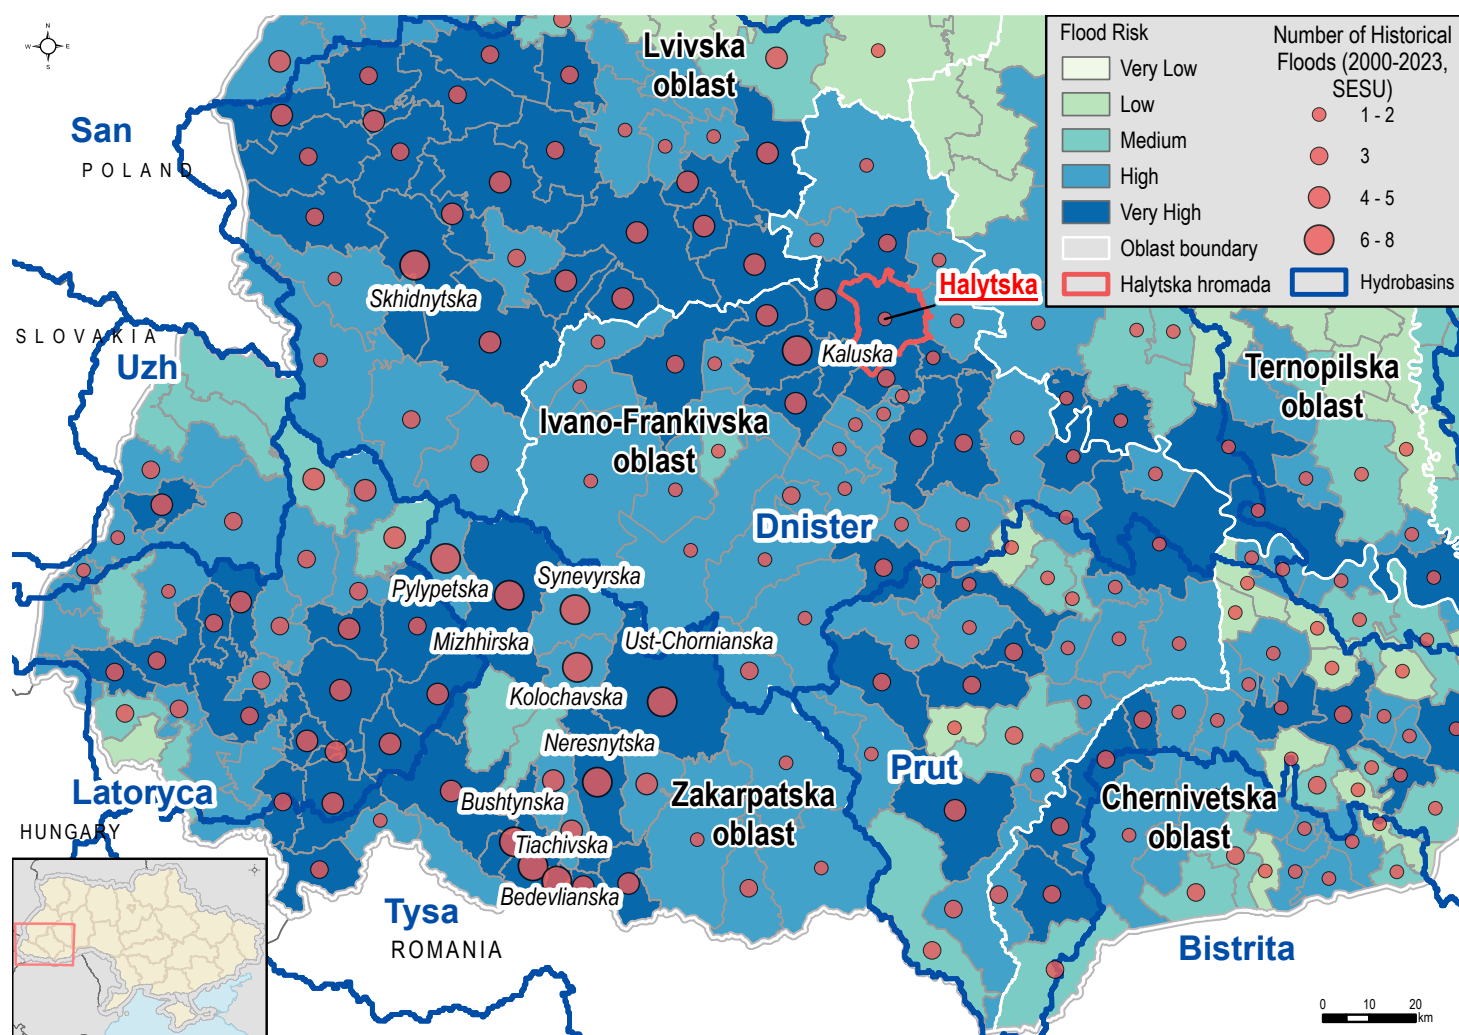 N
W E
S
Lvivska
oblast
San
POLAND
Skhidnytska
SLOVAKIA
Uzh
Halytska
Kaluska
Ternopilska
oblast
Ivano-Frankivska
oblast
Dnister
Pylypetska
Synevyrska
Mizhhirska
Ust-Chornianska
Kolochavska
Neresnytska
Latoryca
Bushtynska
Zakarpatska
oblast
Prut
Chernivetska
oblast
HUNGARY
Tiachivska
Bedevlianska
Tysa
ROMANIA
Bistrita
Flood Risk
Very Low
Low
Medium
High
Very High
Oblast boundary
Halytska hromada
Number of Historical
Floods (2000-2023,
SESU)
1 - 2
3
4 - 5
6 - 8
Hydrobasins
0 10 20
km